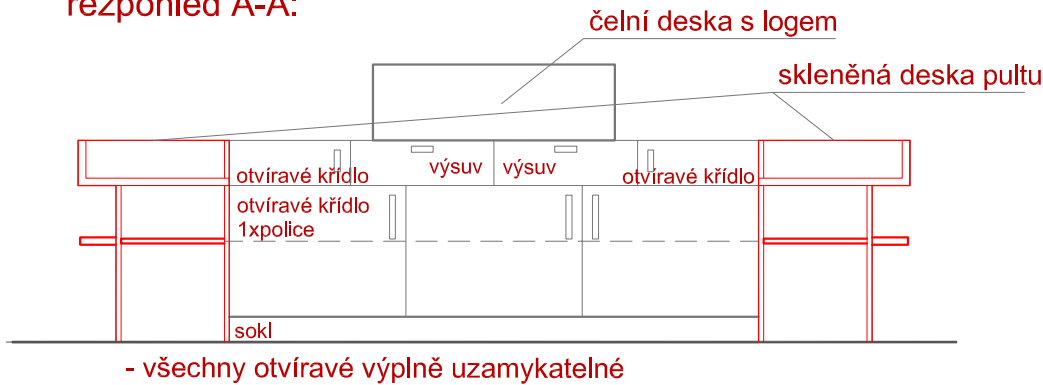 řezpohled A-A:
čelní deska s logem
skleněná deska pultu
otvíravé křídlo
výsuv
výsuv
otvíravé křídlo
otvíravé křídlo
1xpolice
sokl
- všechny otvíravé výplně uzamykatelné